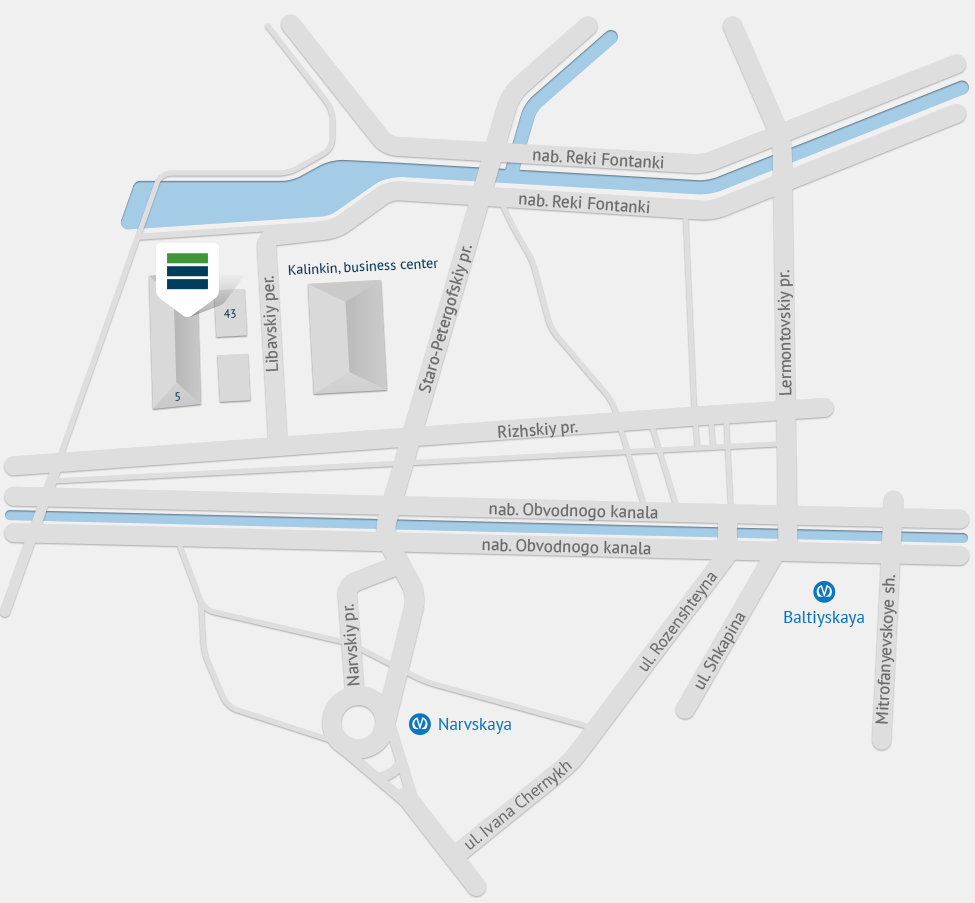 nab. Reki Fontanki
nab. Reki Fontanki
Kalinkin, business center
43
5
Libavskiy per.
Staro-Petergofskiy pr.
Lermontovskiy pr.
Rizhskiy pr.
nab. Obvodnogo kanala
nab. Obvodnogo kanala
Baltiyskaya
Narvskiy pr.
ul. Rozenshteyna
ul. Shkapina
Mitrofanyevskoye sh.
Narvskaya
ul. Ivana Chernykh